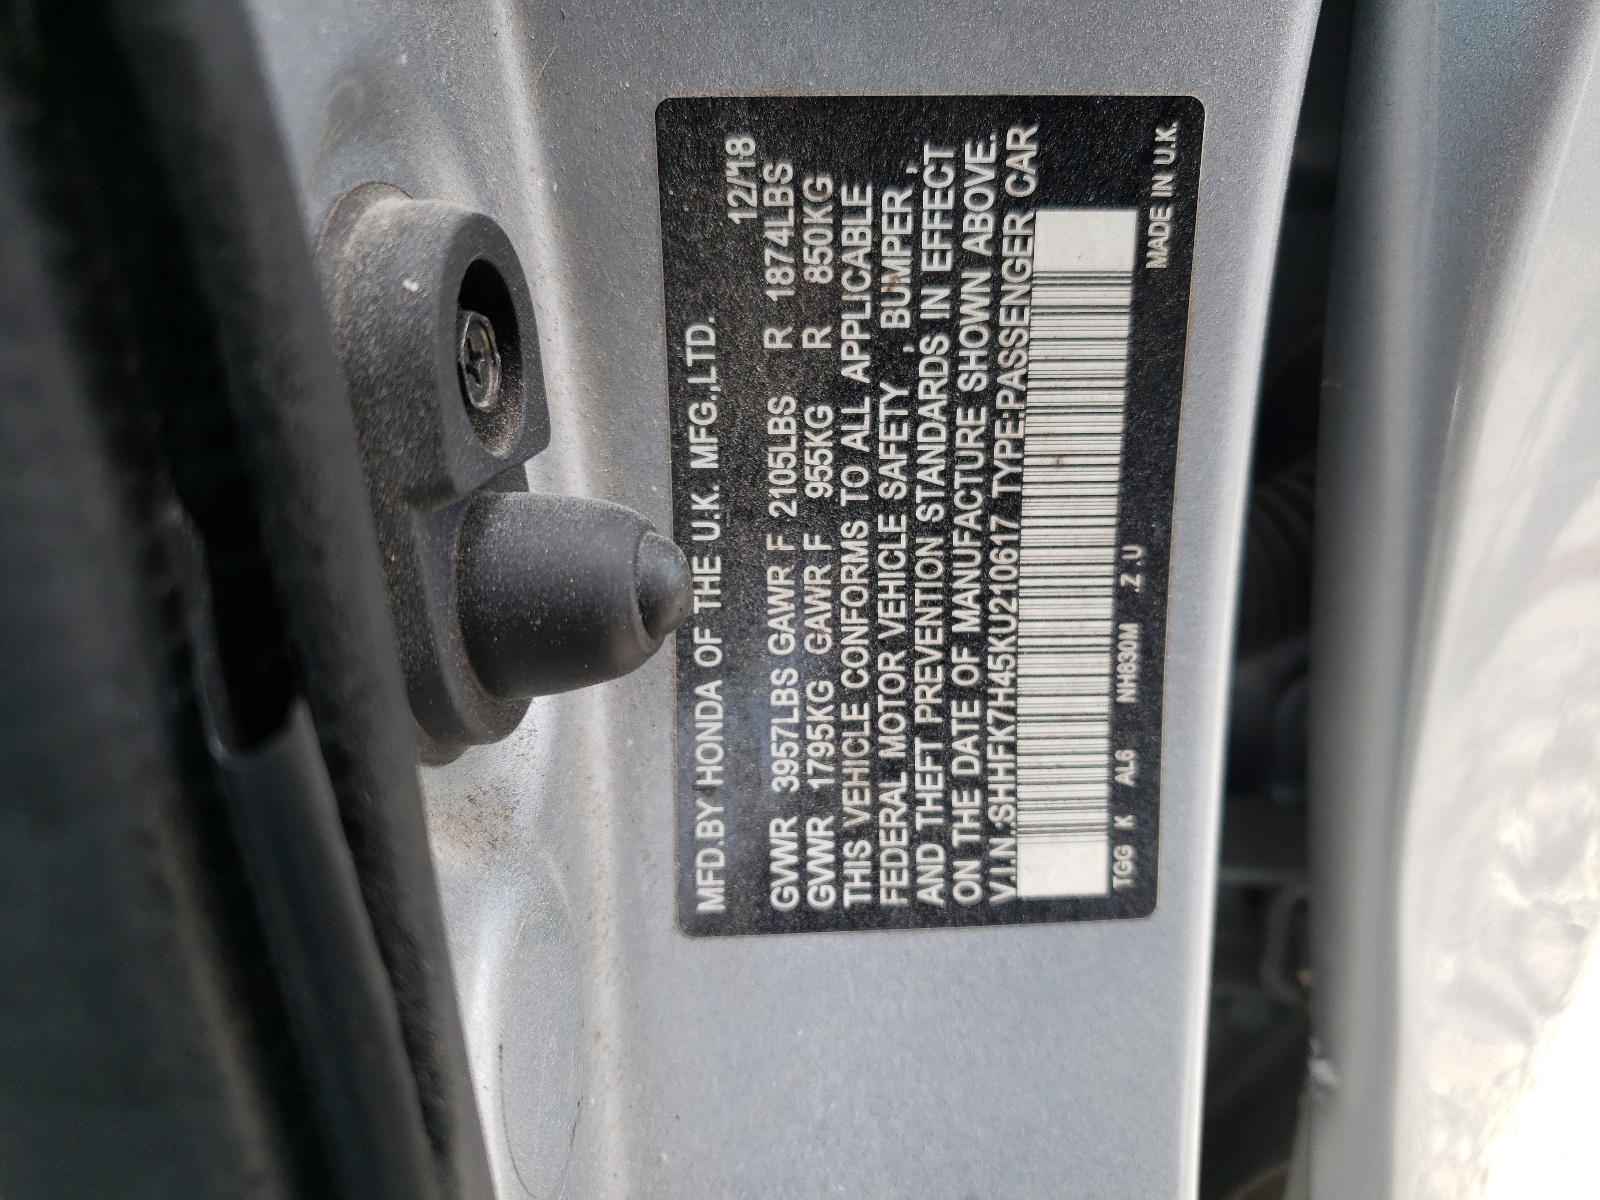 MFD.BY HONDA OF THE U.K. MFG.,LTD. 12/18
GVWR 3957LBS GAWR F 2105LBS R 1874LBS
GVWR 1795KG GAWR F 955KG R 850KG
THIS VEHICLE CONFORMS TO ALL APPLICABLE
FEDERAL MOTOR VEHICLE SAFETY , BUMPER ,
AND THEFT PREVENTION STANDARDS IN EFFECT
ON THE DATE OF MANUFACTURE SHOWN ABOVE.
V.I.N.:SHHFK7H45KU210617 TYPE:PASSENGER CAR
TGG K AL6 NH830M .Z.U MADE IN U.K.